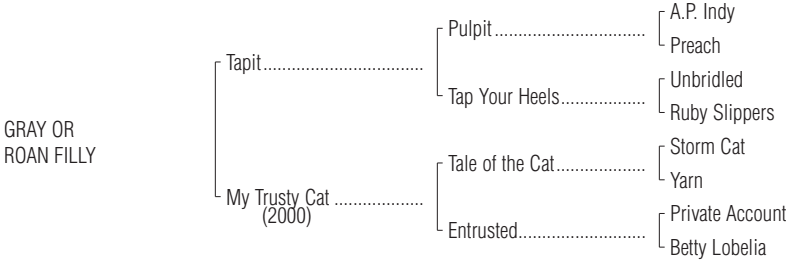 A.P. Indy
Pulpit................................
Preach
Tapit..................................
Unbridled
Tap Your Heels..................
Ruby Slippers
GRAY OR
ROAN FILLY
Storm Cat
Tale of the Cat...................
Yarn
My Trusty Cat ...................
(2000)
Private Account
Entrusted...........................
Betty Lobelia